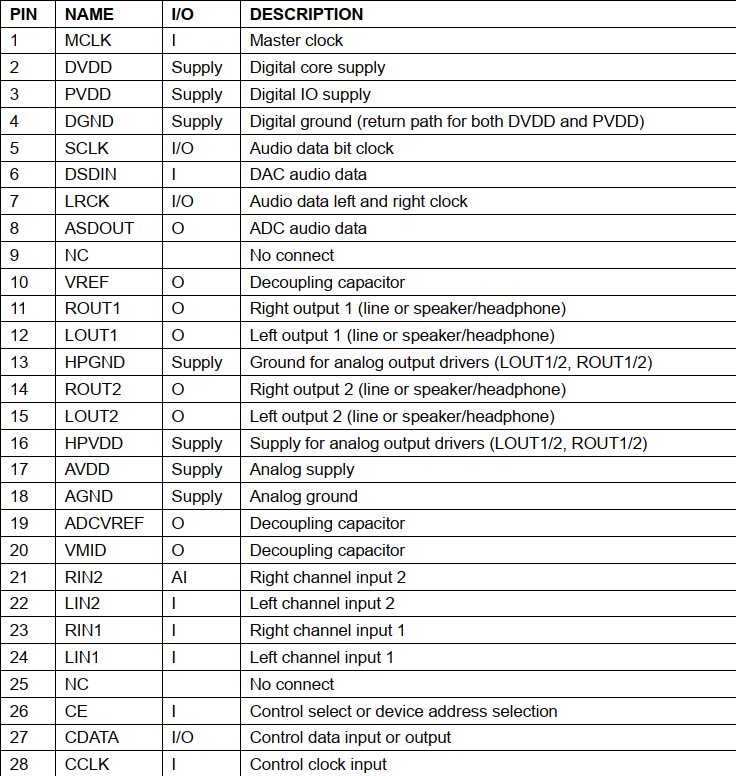 PIN NAME I/O DESCRIPTION
1 MCLK I Master clock
2 DVDD Supply Digital core supply
3 PVDD Supply Digital IO supply
4 DGND Supply Digital ground (return path for both DVDD and PVDD)
5 SCLK I/O Audio data bit clock
6 DSDIN I DAC audio data
7 LRCK I/O Audio data left and right clock
8 ASDOUT O ADC audio data
9 NC No connect
10 VREF O Decoupling capacitor
11 ROUT1 O Right output 1 (line or speaker/headphone)
12 LOUT1 O Left output 1 (line or speaker/headphone)
13 HPGND Supply Ground for analog output drivers (LOUT1/2, ROUT1/2)
14 ROUT2 O Right output 2 (line or speaker/headphone)
15 LOUT2 O Left output 2 (line or speaker/headphone)
16 HPVDD Supply Supply for analog output drivers (LOUT1/2, ROUT1/2)
17 AVDD Supply Analog supply
18 AGND Supply Analog ground
19 ADCVREF O Decoupling capacitor
20 VMID O Decoupling capacitor
21 RIN2 AI Right channel input 2
22 LIN2 I Left channel input 2
23 RIN1 I Right channel input 1
24 LIN1 I Left channel input 1
25 NC No connect
26 CE I Control select or device address selection
27 CDATA I/O Control data input or output
28 CCLK I Control clock input